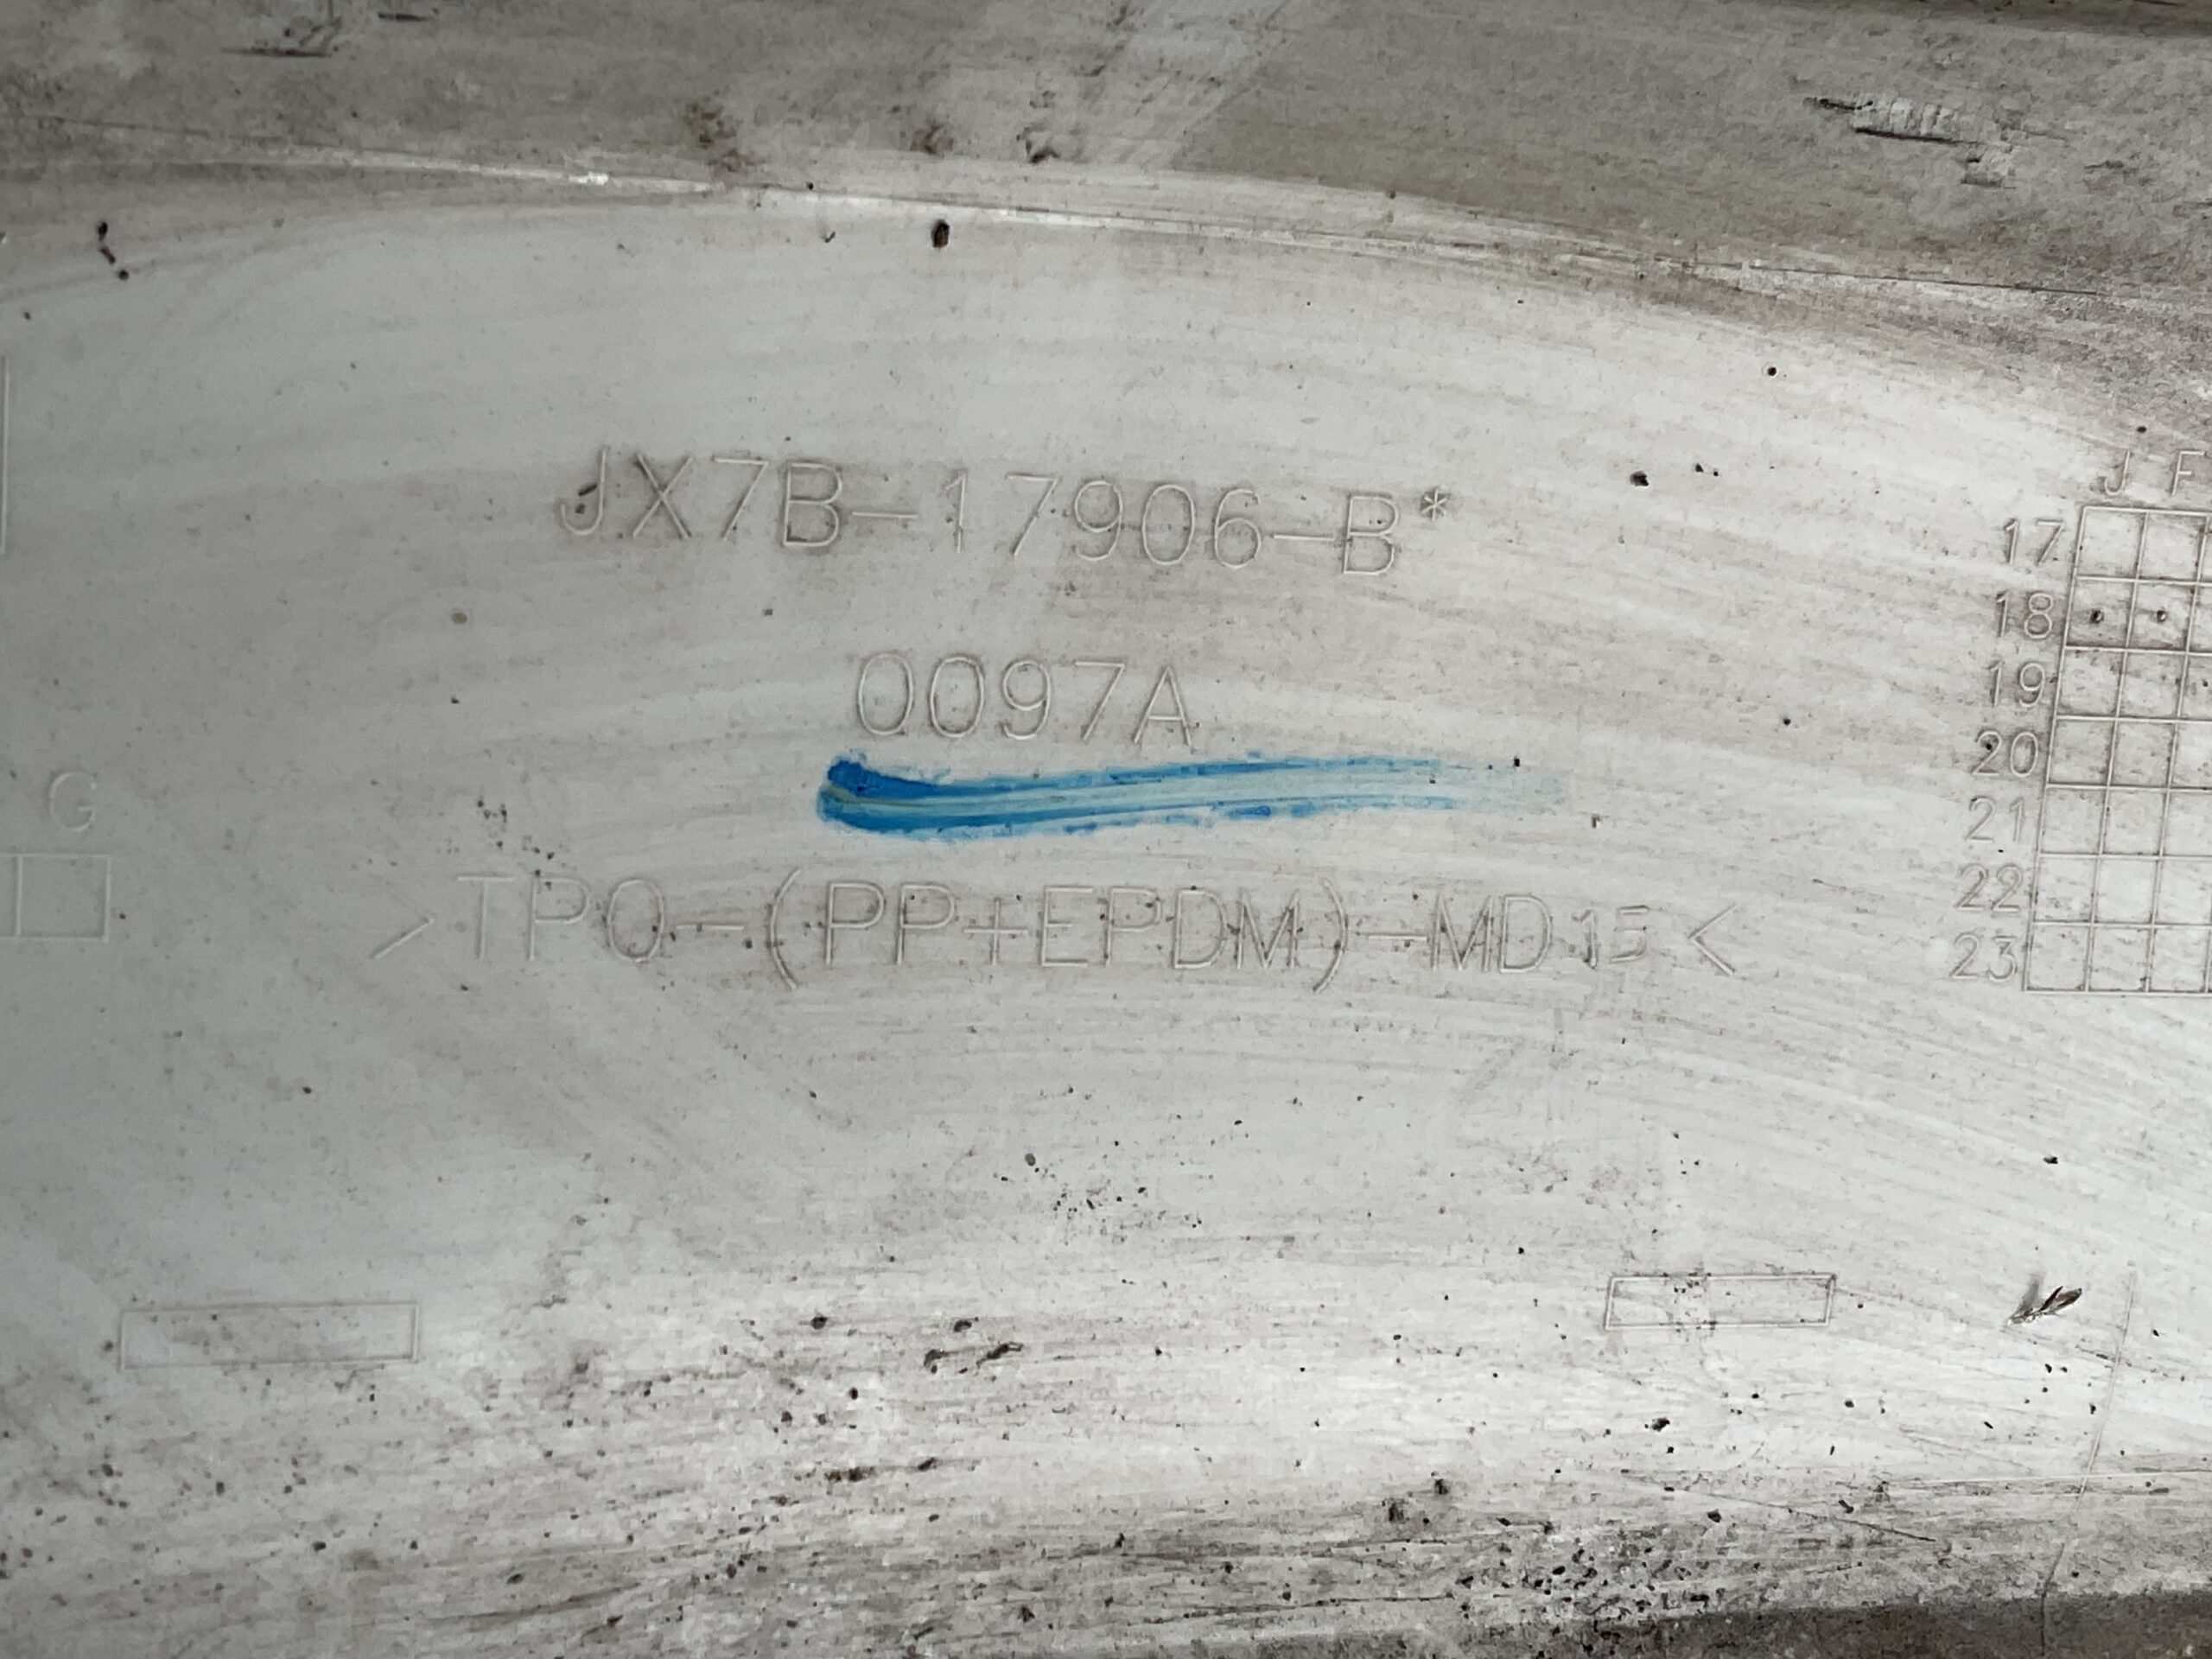 JX7B-17906-B*
0097A
>TPO-(PP+EPDM)-MD15<
G
J F
17
18
19
20
21
22
23